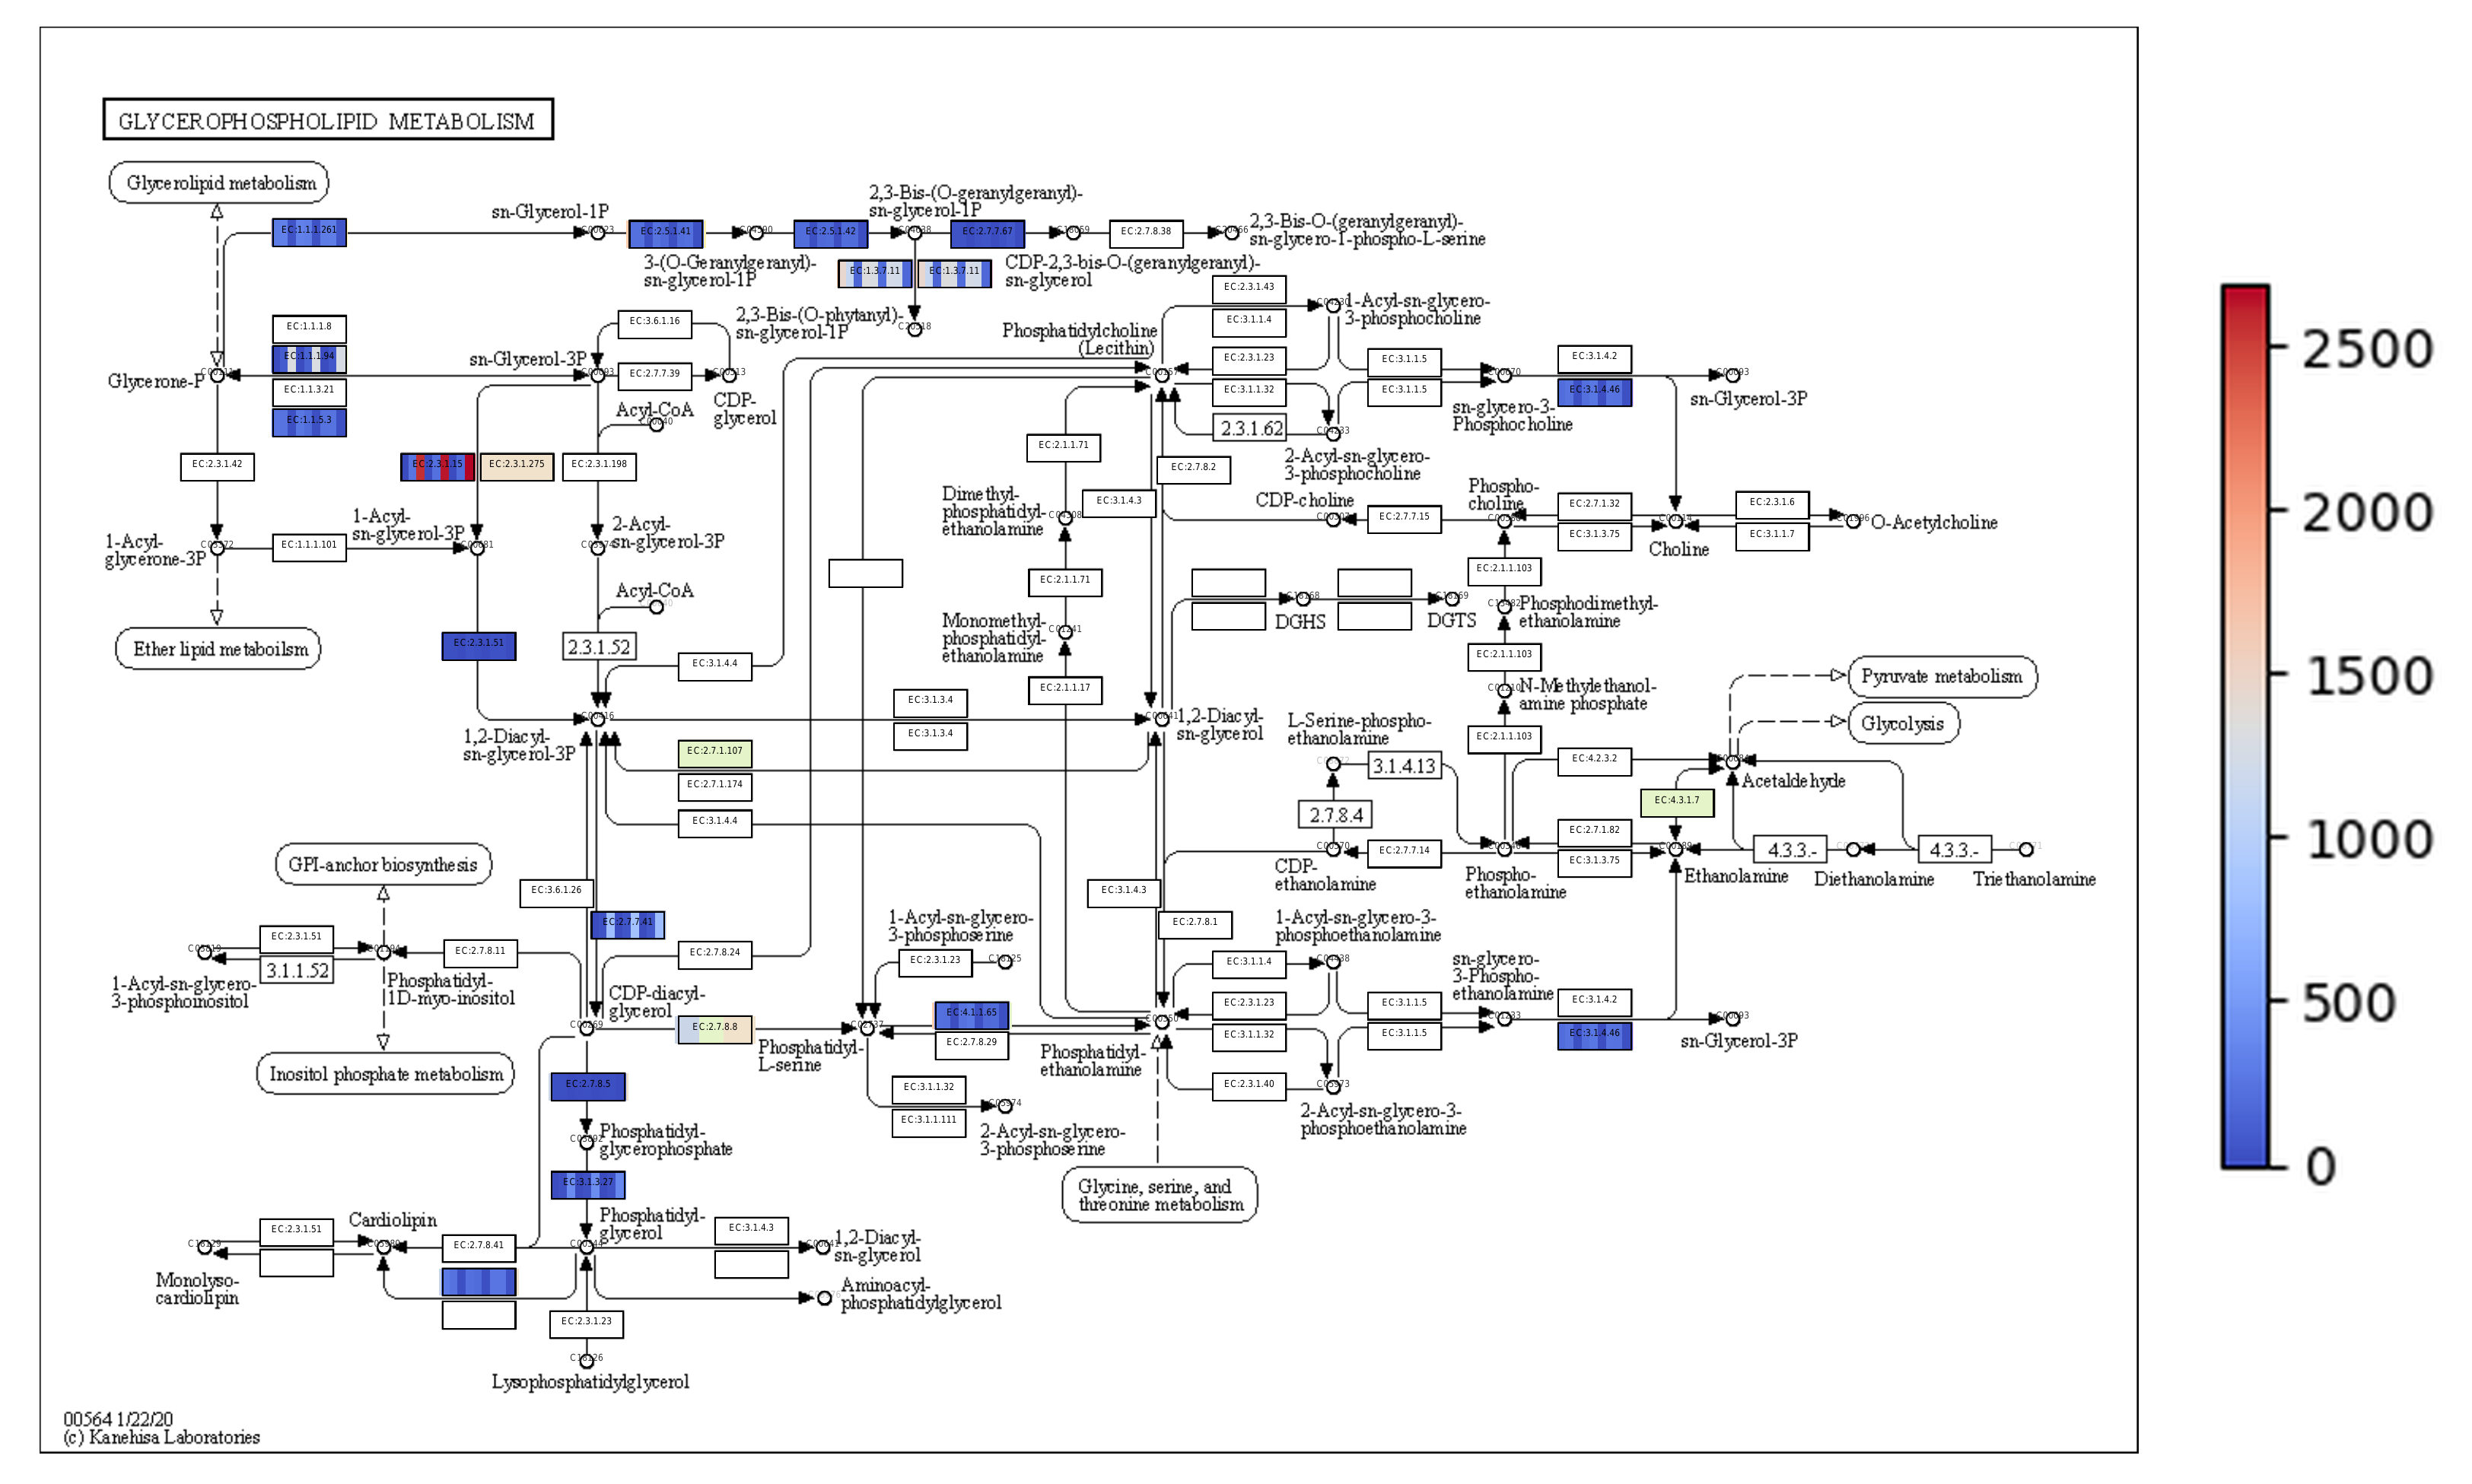 GLYCEROPHOSPHOLIPID METABOLISM
Glycerolipid metabolism
EC:1.1.1.261
sn-Glycerol-1P
EC:2.5.1.41
EC:2.5.1.42
2,3-Bis-(O-geranylgeranyl)-
sn-glycerol-1P
EC:2.7.7.67
EC:2.7.8.38
2,3-Bis-O-(geranylgeranyl)-
sn-glycero-1-phospho-L-serine
3-(O-Geranylgeranyl)-
sn-glycerol-1P
EC:1.3.7.11
EC:1.3.7.11
CDP-2,3-bis-O-(geranylgeranyl)-
sn-glycerol
2,3-Bis-(O-phytanyl)-
sn-glycerol-1P
EC:1.1.1.8
EC:1.1.1.94
EC:1.1.3.21
EC:1.1.5.3
Glycerone-P
sn-Glycerol-3P
EC:3.6.1.16
EC:2.7.7.39
CDP-
glycerol
Acyl-CoA
Phosphatidylcholine
(Lecithin)
EC:2.3.1.43
EC:3.1.1.4
1-Acyl-sn-glycero-
3-phosphocholine
EC:2.3.1.23
EC:3.1.1.32
2.3.1.62
EC:3.1.1.5
EC:3.1.1.5
2-Acyl-sn-glycero-
3-phosphocholine
sn-glycero-3-
Phosphocholine
EC:3.1.4.2
EC:3.1.4.46
sn-Glycerol-3P
EC:2.3.1.42
EC:2.3.1.15
EC:2.3.1.275
EC:2.3.1.198
EC:2.1.1.71
EC:2.7.8.2
EC:3.1.4.3
CDP-choline
EC:2.7.7.15
Phospho-
choline
EC:2.7.1.32
EC:3.1.3.75
Choline
EC:2.3.1.6
EC:3.1.1.7
O-Acetylcholine
1-Acyl-
glycerone-3P
EC:1.1.1.101
1-Acyl-
sn-glycerol-3P
2-Acyl-
sn-glycerol-3P
Dimethyl-
phosphatidyl-
ethanolamine
EC:2.1.1.71
Monomethyl-
phosphatidyl-
ethanolamine
EC:2.1.1.17
Acyl-CoA
DGHS
DGTS
EC:2.1.1.103
Phosphodimethyl-
ethanolamine
EC:2.1.1.103
N-Methylethanol-
amine phosphate
EC:2.1.1.103
Ether lipid metaboilsm
EC:2.3.1.51
2.3.1.52
EC:3.1.4.4
EC:3.1.3.4
EC:3.1.3.4
1,2-Diacyl-
sn-glycerol-3P
1,2-Diacyl-
sn-glycerol
EC:2.7.1.107
EC:2.7.1.174
EC:3.1.4.4
L-Serine-phospho-
ethanolamine
3.1.4.13
2.7.8.4
Pyruvate metabolism
Glycolysis
EC:4.2.3.2
Acetaldehyde
EC:4.3.1.7
EC:2.7.1.82
EC:3.1.3.75
4.3.3.-
4.3.3.-
CDP-
ethanolamine
EC:2.7.7.14
Phospho-
ethanolamine
Ethanolamine
Diethanolamine
Triethanolamine
GPI-anchor biosynthesis
EC:3.6.1.26
EC:2.7.7.41
EC:3.1.4.3
EC:2.7.8.1
EC:2.3.1.51
3.1.1.52
EC:2.7.8.11
EC:2.7.8.24
1-Acyl-sn-glycero-
3-phosphoinositol
Phosphatidyl-
1D-myo-inositol
CDP-diacyl-
glycerol
1-Acyl-sn-glycero-
3-phosphoserine
EC:2.3.1.23
1-Acyl-sn-glycero-3-
phosphoethanolamine
EC:3.1.1.4
EC:2.3.1.23
EC:3.1.1.32
EC:2.3.1.40
EC:3.1.1.5
EC:3.1.1.5
sn-glycero-
3-Phospho-
ethanolamine
EC:3.1.4.2
EC:3.1.4.46
sn-Glycerol-3P
EC:2.7.8.8
Phosphatidyl-
L-serine
EC:4.1.1.65
EC:2.7.8.29
Phosphatidyl-
ethanolamine
Inositol phosphate metabolism
EC:2.7.8.5
EC:3.1.1.32
EC:3.1.1.111
2-Acyl-sn-glycero-
3-phosphoserine
2-Acyl-sn-glycero-3-
phosphoethanolamine
Phosphatidyl-
glycerophosphate
EC:3.1.3.27
Glycine, serine, and
threonine metabolism
Phosphatidyl-
glycerol
EC:2.3.1.51
Cardiolipin
EC:2.7.8.41
EC:3.1.4.3
1,2-Diacyl-
sn-glycerol
Monolyso-
cardiolipin
Aminoacyl-
phosphatidylglycerol
EC:2.3.1.23
Lysophosphatidylglycerol
00564 1/22/20
(c) Kanehisa Laboratories
2500
2000
1500
1000
500
0